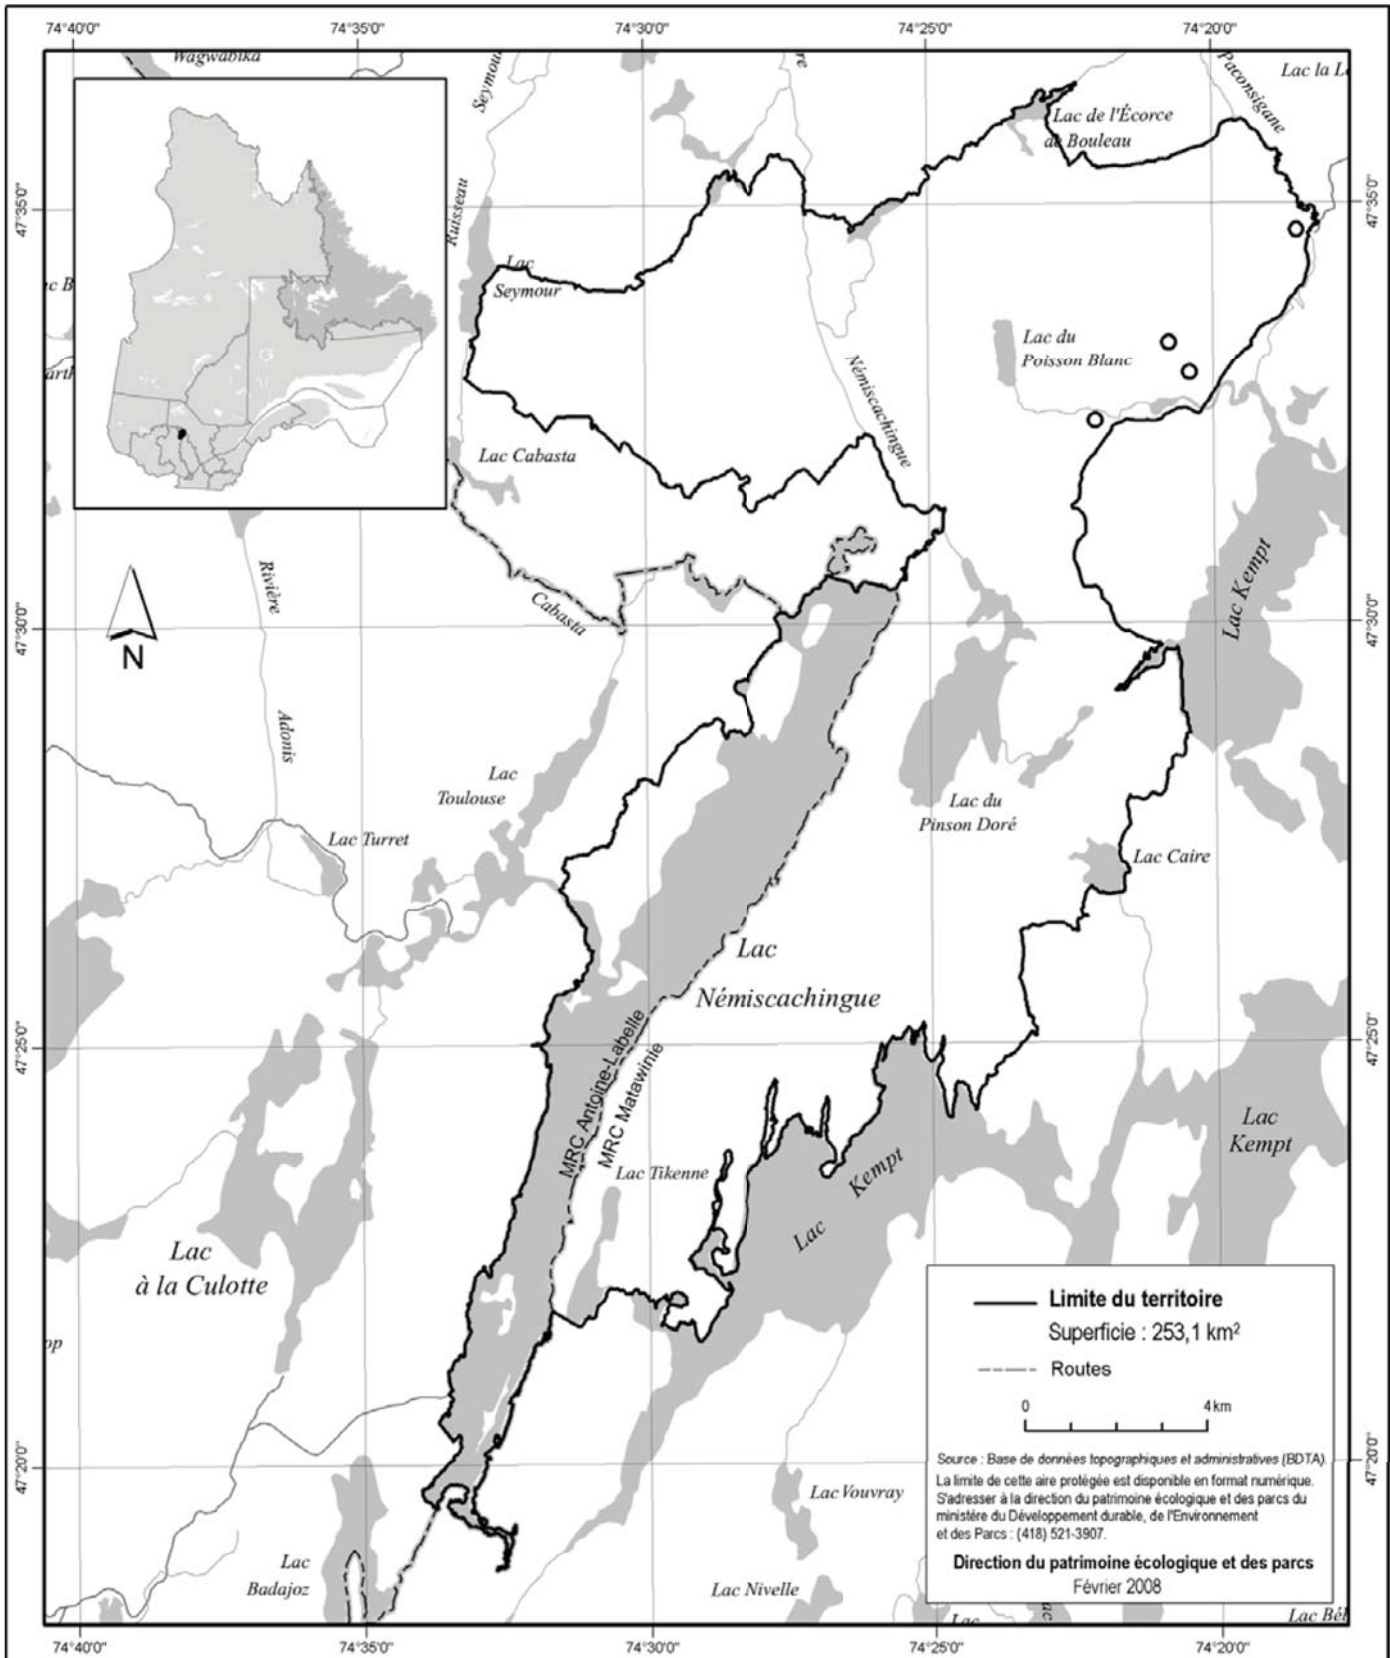 74°40'0"
74°35'0"
74°30'0"
74°25'0"
74°20'0"
Wagwabika
Seymour
re
Paconsigane
Lac la
Lac de l'Écorce
de Bouleau
47°35'0"
47°35'0"
Ruisseau
Lac
Seymour
Lac du
Poisson Blanc
Némiscachingue
Lac Cabasta
Lac Kempt
Rivière
Cabasta
47°30'0"
47°30'0"
N
Adonis
Lac
Toulouse
Lac du
Pinson Doré
Lac Turret
Lac Caire
Lac
Némiscachingue
47°25'0"
47°25'0"
MRC Antoine-Labelle
MRC Matawinie
Lac
Kempt
Lac Tikenne
Lac Kempt
Lac
à la Culotte
op
Limite du territoire
Superficie : 253,1 km²
Routes
0 4 km
47°20'0"
47°20'0"
Source : Base de données topographiques et administratives (BDTA)
La limite de cette aire protégée est disponible en format numérique.
S'adresser à la direction du patrimoine écologique et des parcs du
ministère du Développement durable, de l'Environnement
et des Parcs : (418) 521-3907.
Direction du patrimoine écologique et des parcs
Février 2008
Lac Vouvray
Lac
Badajoz
Lac Nivelle
Lac
Lac Bél
74°40'0"
74°35'0"
74°30'0"
74°25'0"
74°20'0"